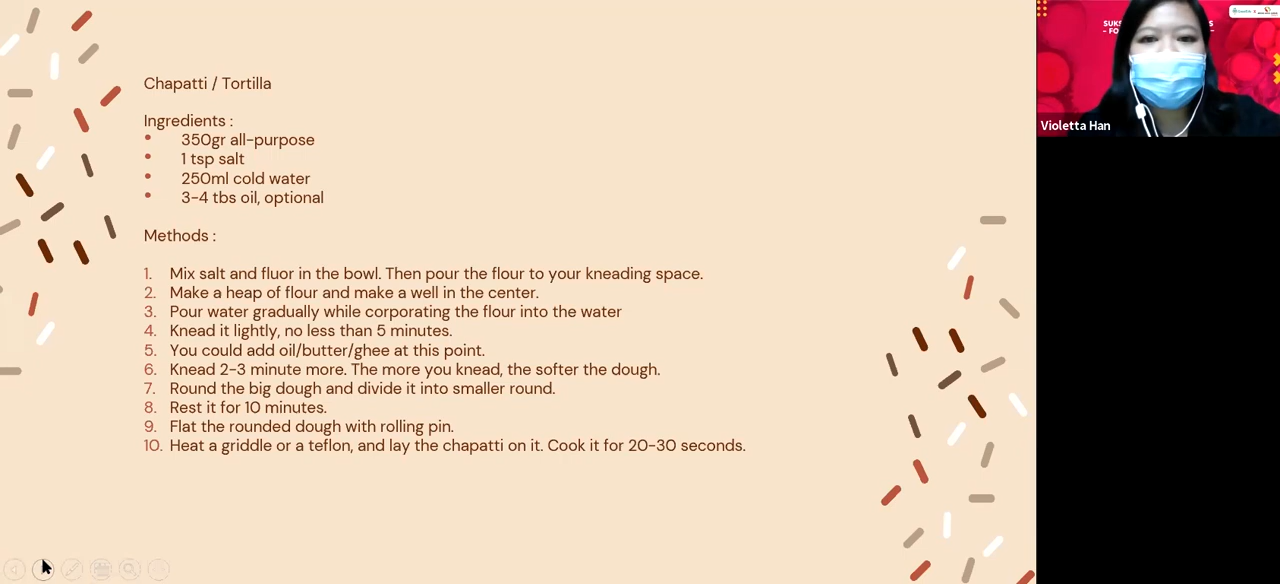 Chapatti / Tortilla
Ingredients :
• 350gr all-purpose
• 1 tsp salt
• 250ml cold water
• 3-4 tbs oil, optional
Methods :
1. Mix salt and fluor in the bowl. Then pour the flour to your kneading space.
2. Make a heap of flour and make a well in the center.
3. Pour water gradually while corporating the flour into the water
4. Knead it lightly, no less than 5 minutes.
5. You could add oil/butter/ghee at this point.
6. Knead 2-3 minute more. The more you knead, the softer the dough.
7. Round the big dough and divide it into smaller round.
8. Rest it for 10 minutes.
9. Flat the rounded dough with rolling pin.
10. Heat a griddle or a teflon, and lay the chapatti on it. Cook it for 20-30 seconds.
Violetta Han